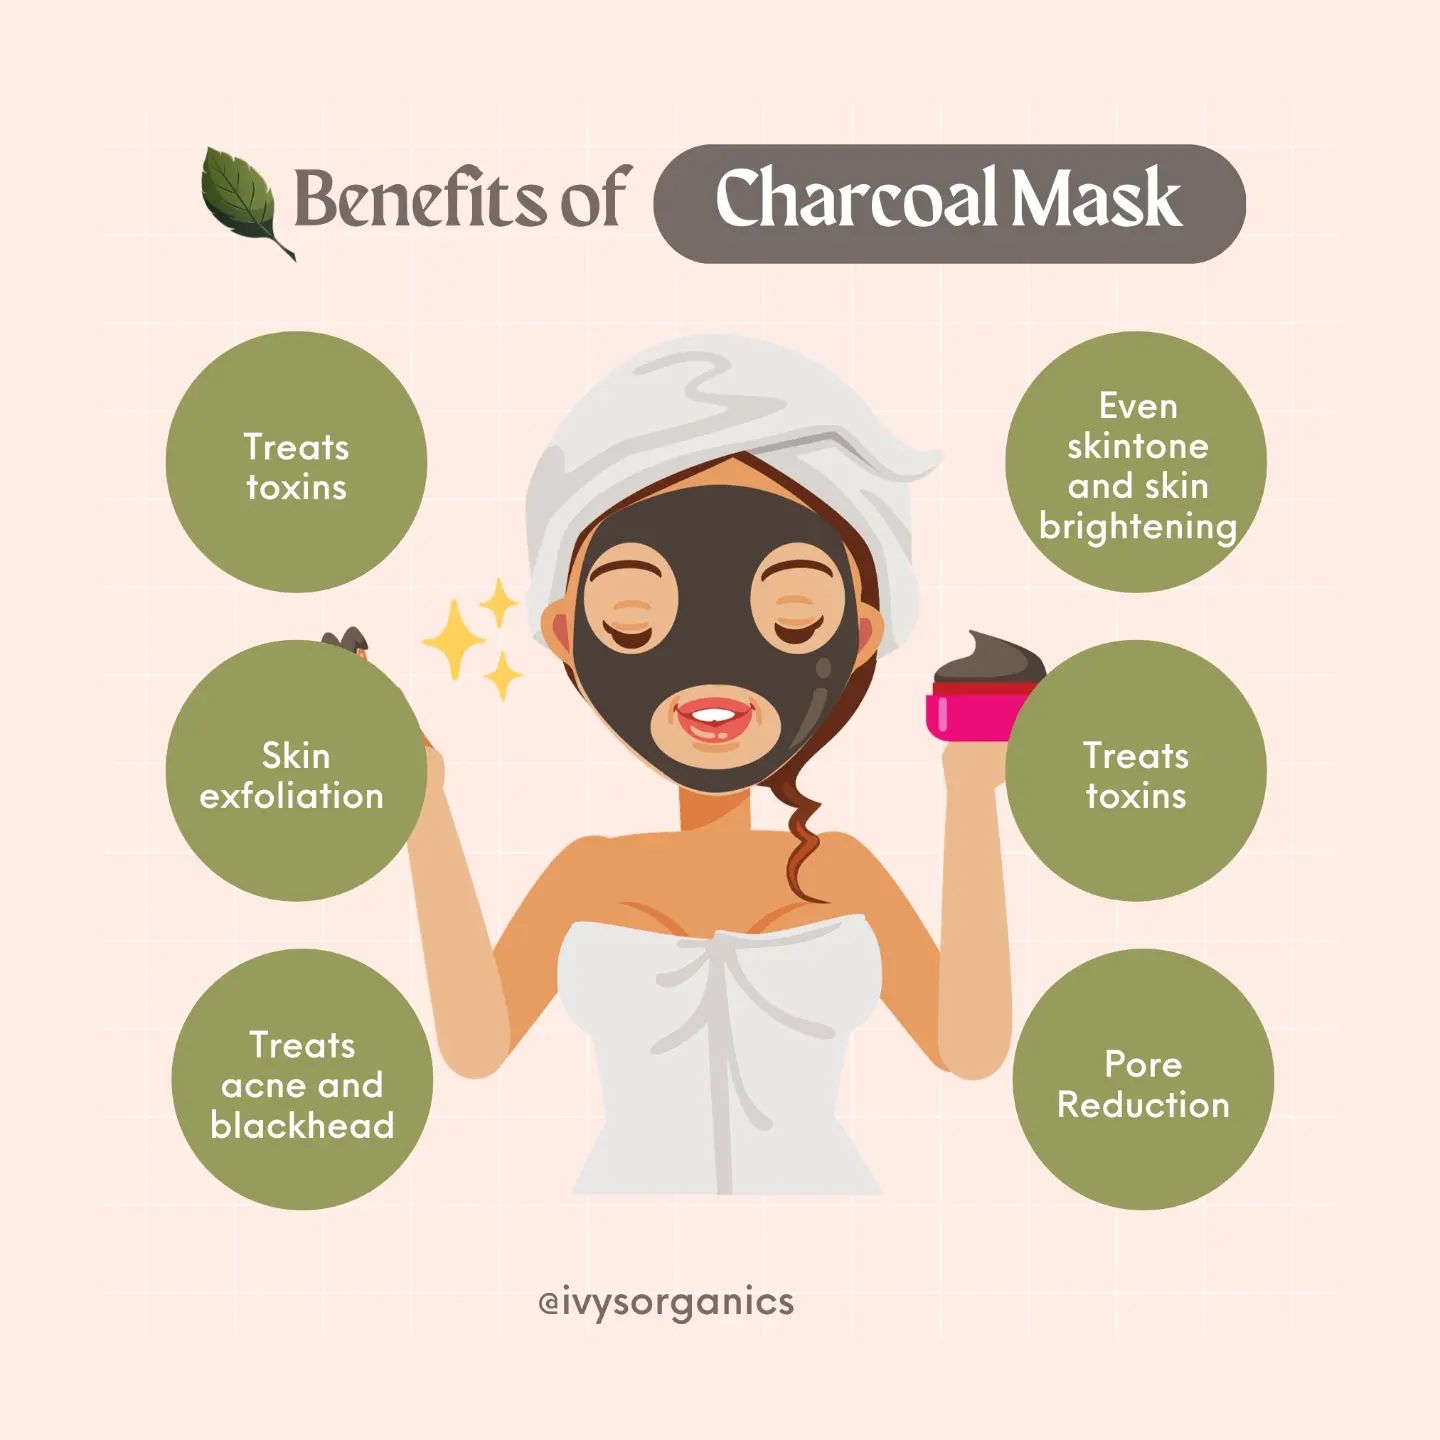 Benefits of Charcoal Mask
Treats
toxins
Even
skintone
and skin
brightening
Skin
exfoliation
Treats
toxins
Treats
acne and
blackhead
Pore
Reduction
@ivysorganics